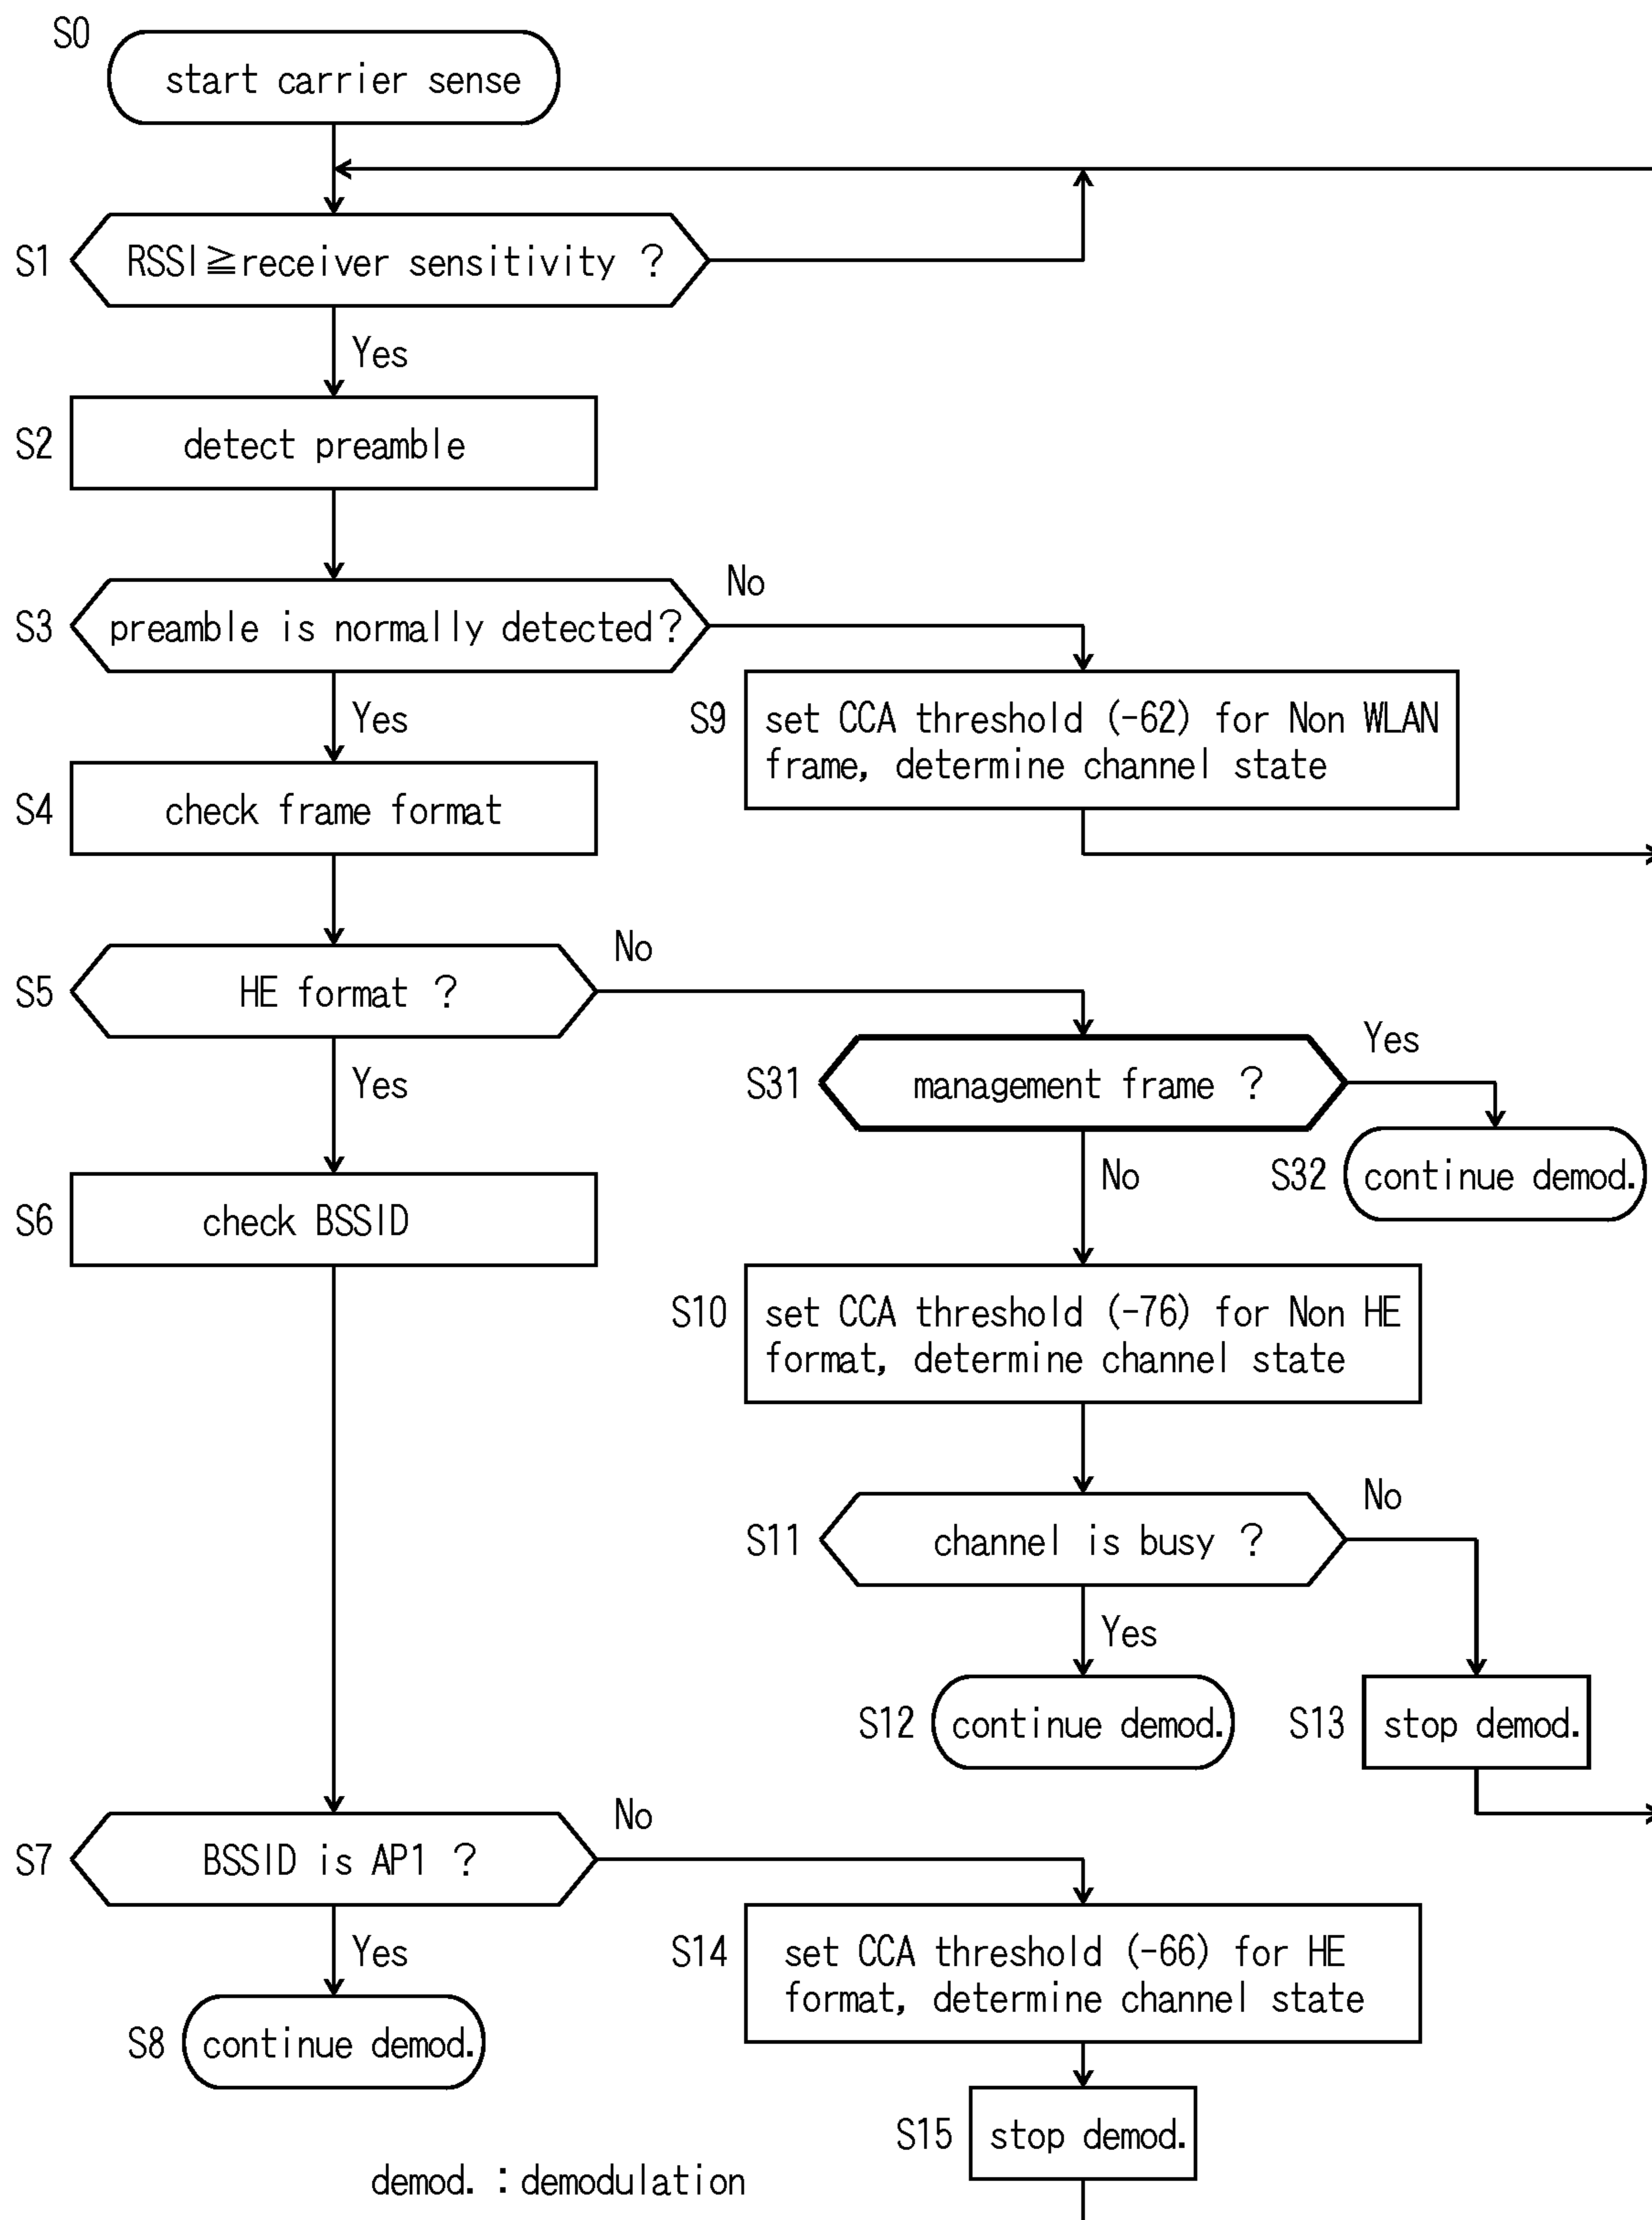 S0
start carrier sense
S1
RSSI≧receiver sensitivity ?
Yes
S2
detect preamble
No
S3
preamble is normally detected?
Yes
S9
set CCA threshold (-62) for Non WLAN
frame, determine channel state
S4
check frame format
No
S5
HE format ?
Yes
S31
management frame ?
Yes
No
S32
continue demod.
S6
check BSSID
S10
set CCA threshold (-76) for Non HE
format, determine channel state
No
S11
channel is busy ?
Yes
S12
continue demod.
S13
stop demod.
No
S7
BSSID is AP1 ?
Yes
S14
set CCA threshold (-66) for HE
format, determine channel state
S8
continue demod.
S15
stop demod.
demod. : demodulation